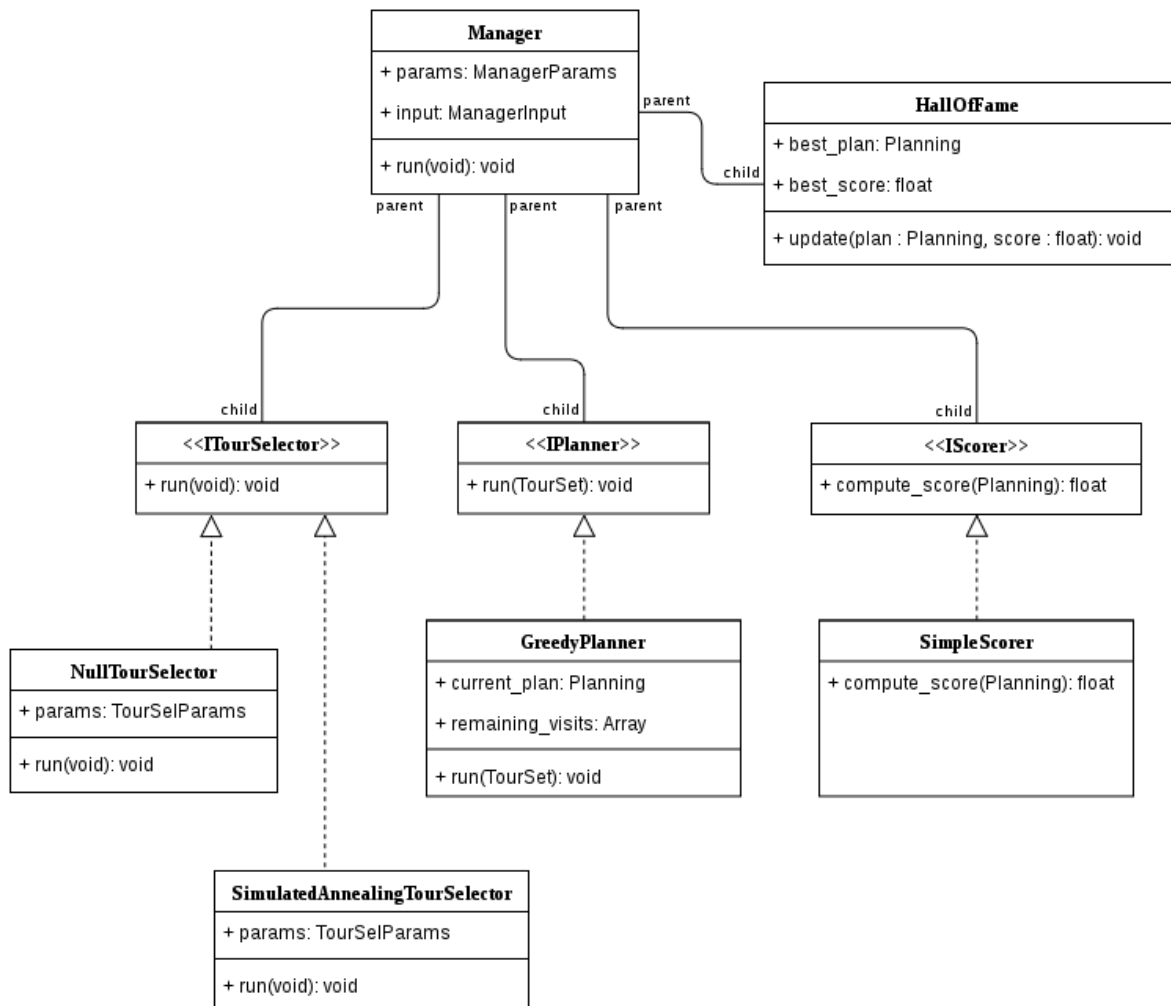 Manager
+ params: ManagerParams
+ input: ManagerInput
+ run(void): void
parent
HallOfFame
+ best_plan: Planning
+ best_score: float
+ update(plan : Planning, score : float): void
child
parent
parent
parent
child
child
child
<<ITourSelector>>
+ run(void): void
<<IPlanner>>
+ run(TourSet): void
<<IScorer>>
+ compute_score(Planning): float
NullTourSelector
+ params: TourSelParams
+ run(void): void
GreedyPlanner
+ current_plan: Planning
+ remaining_visits: Array
+ run(TourSet): void
SimpleScorer
+ compute_score(Planning): float
SimulatedAnnealingTourSelector
+ params: TourSelParams
+ run(void): void